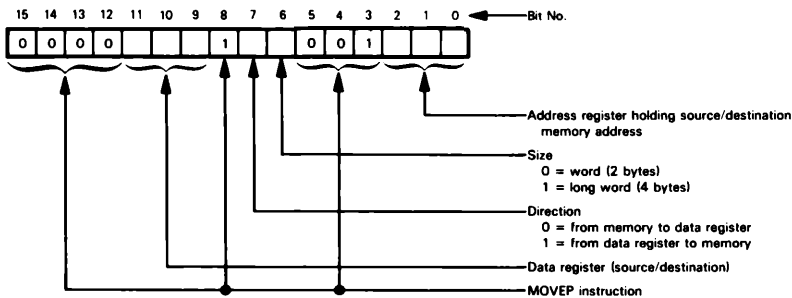 15 14 13 12 11 10 9 8 7 6 5 4 3 2 1 0 Bit No.
0 0 0 0 1 0 0 1
Address register holding source/destination
memory address
Size
0 = word (2 bytes)
1 = long word (4 bytes)
Direction
0 = from memory to data register
1 = from data register to memory
Data register (source/destination)
MOVEP instruction